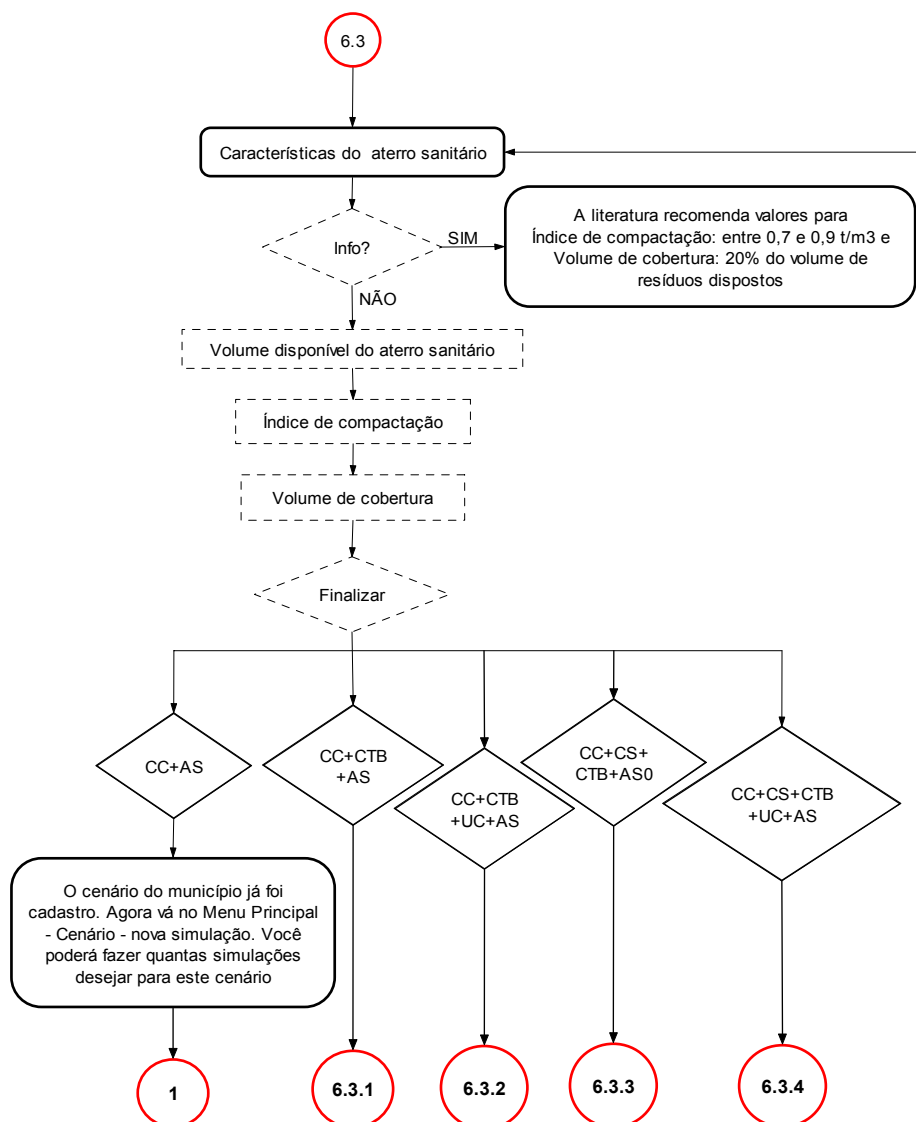 6.3
Características do aterro sanitário
Info?
SIM
A literatura recomenda valores para
Índice de compactação: entre 0,7 e 0,9 t/m3 e
Volume de cobertura: 20% do volume de
resíduos dispostos
NÃO
Volume disponível do aterro sanitário
Índice de compactação
Volume de cobertura
Finalizar
CC+AS
CC+CTB
+AS
CC+CTB
+UC+AS
CC+CS+
CTB+AS0
CC+CS+CTB
+UC+AS
O cenário do município já foi
cadastro. Agora vá no Menu Principal
- Cenário - nova simulação. Você
poderá fazer quantas simulações
desejar para este cenário
1
6.3.1
6.3.2
6.3.3
6.3.4